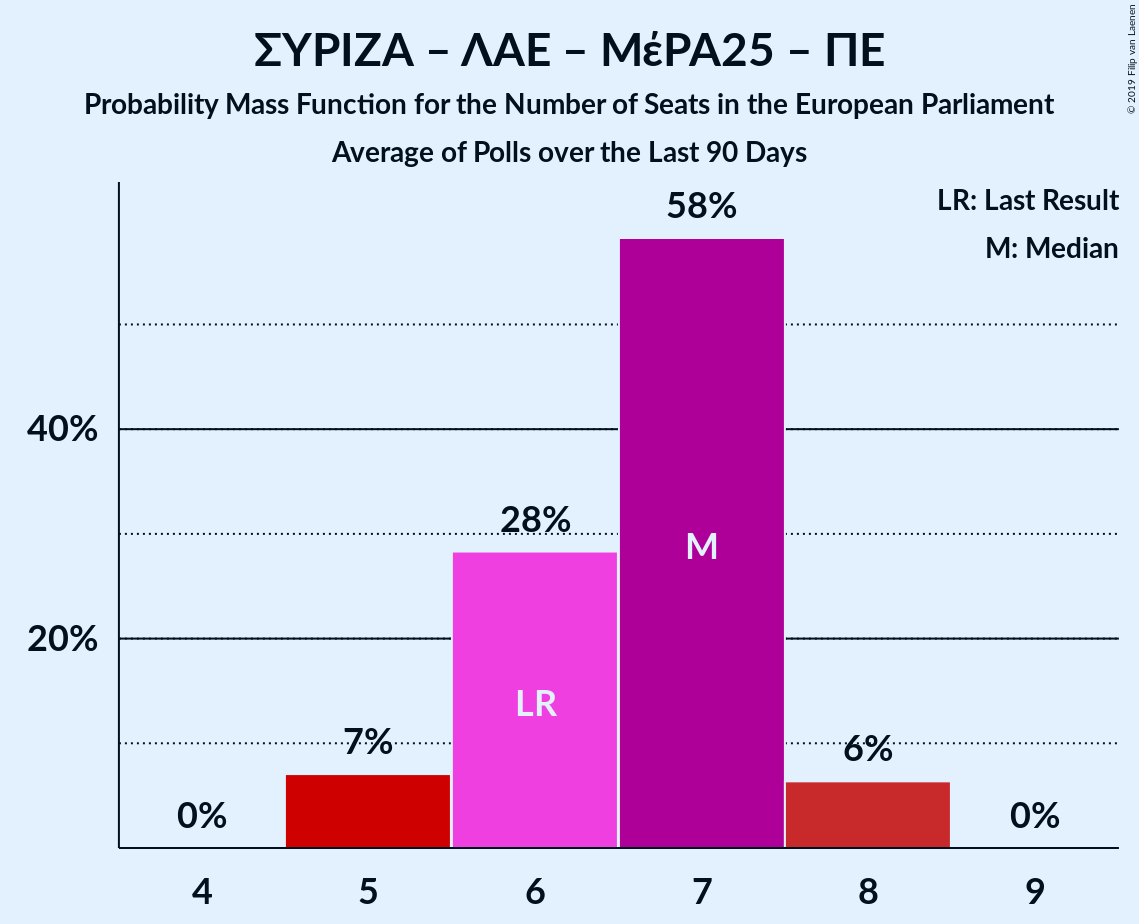 ΣΥΡΙΖΑ – ΛΑΕ – ΜέΡΑ25 – ΠΕ
Probability Mass Function for the Number of Seats in the European Parliament
Average of Polls over the Last 90 Days
© 2019 Filip van Laenen
LR: Last Result
M: Median
58%
40%
28%
M
20%
LR
7%
6%
0%
0%
4 5 6 7 8 9